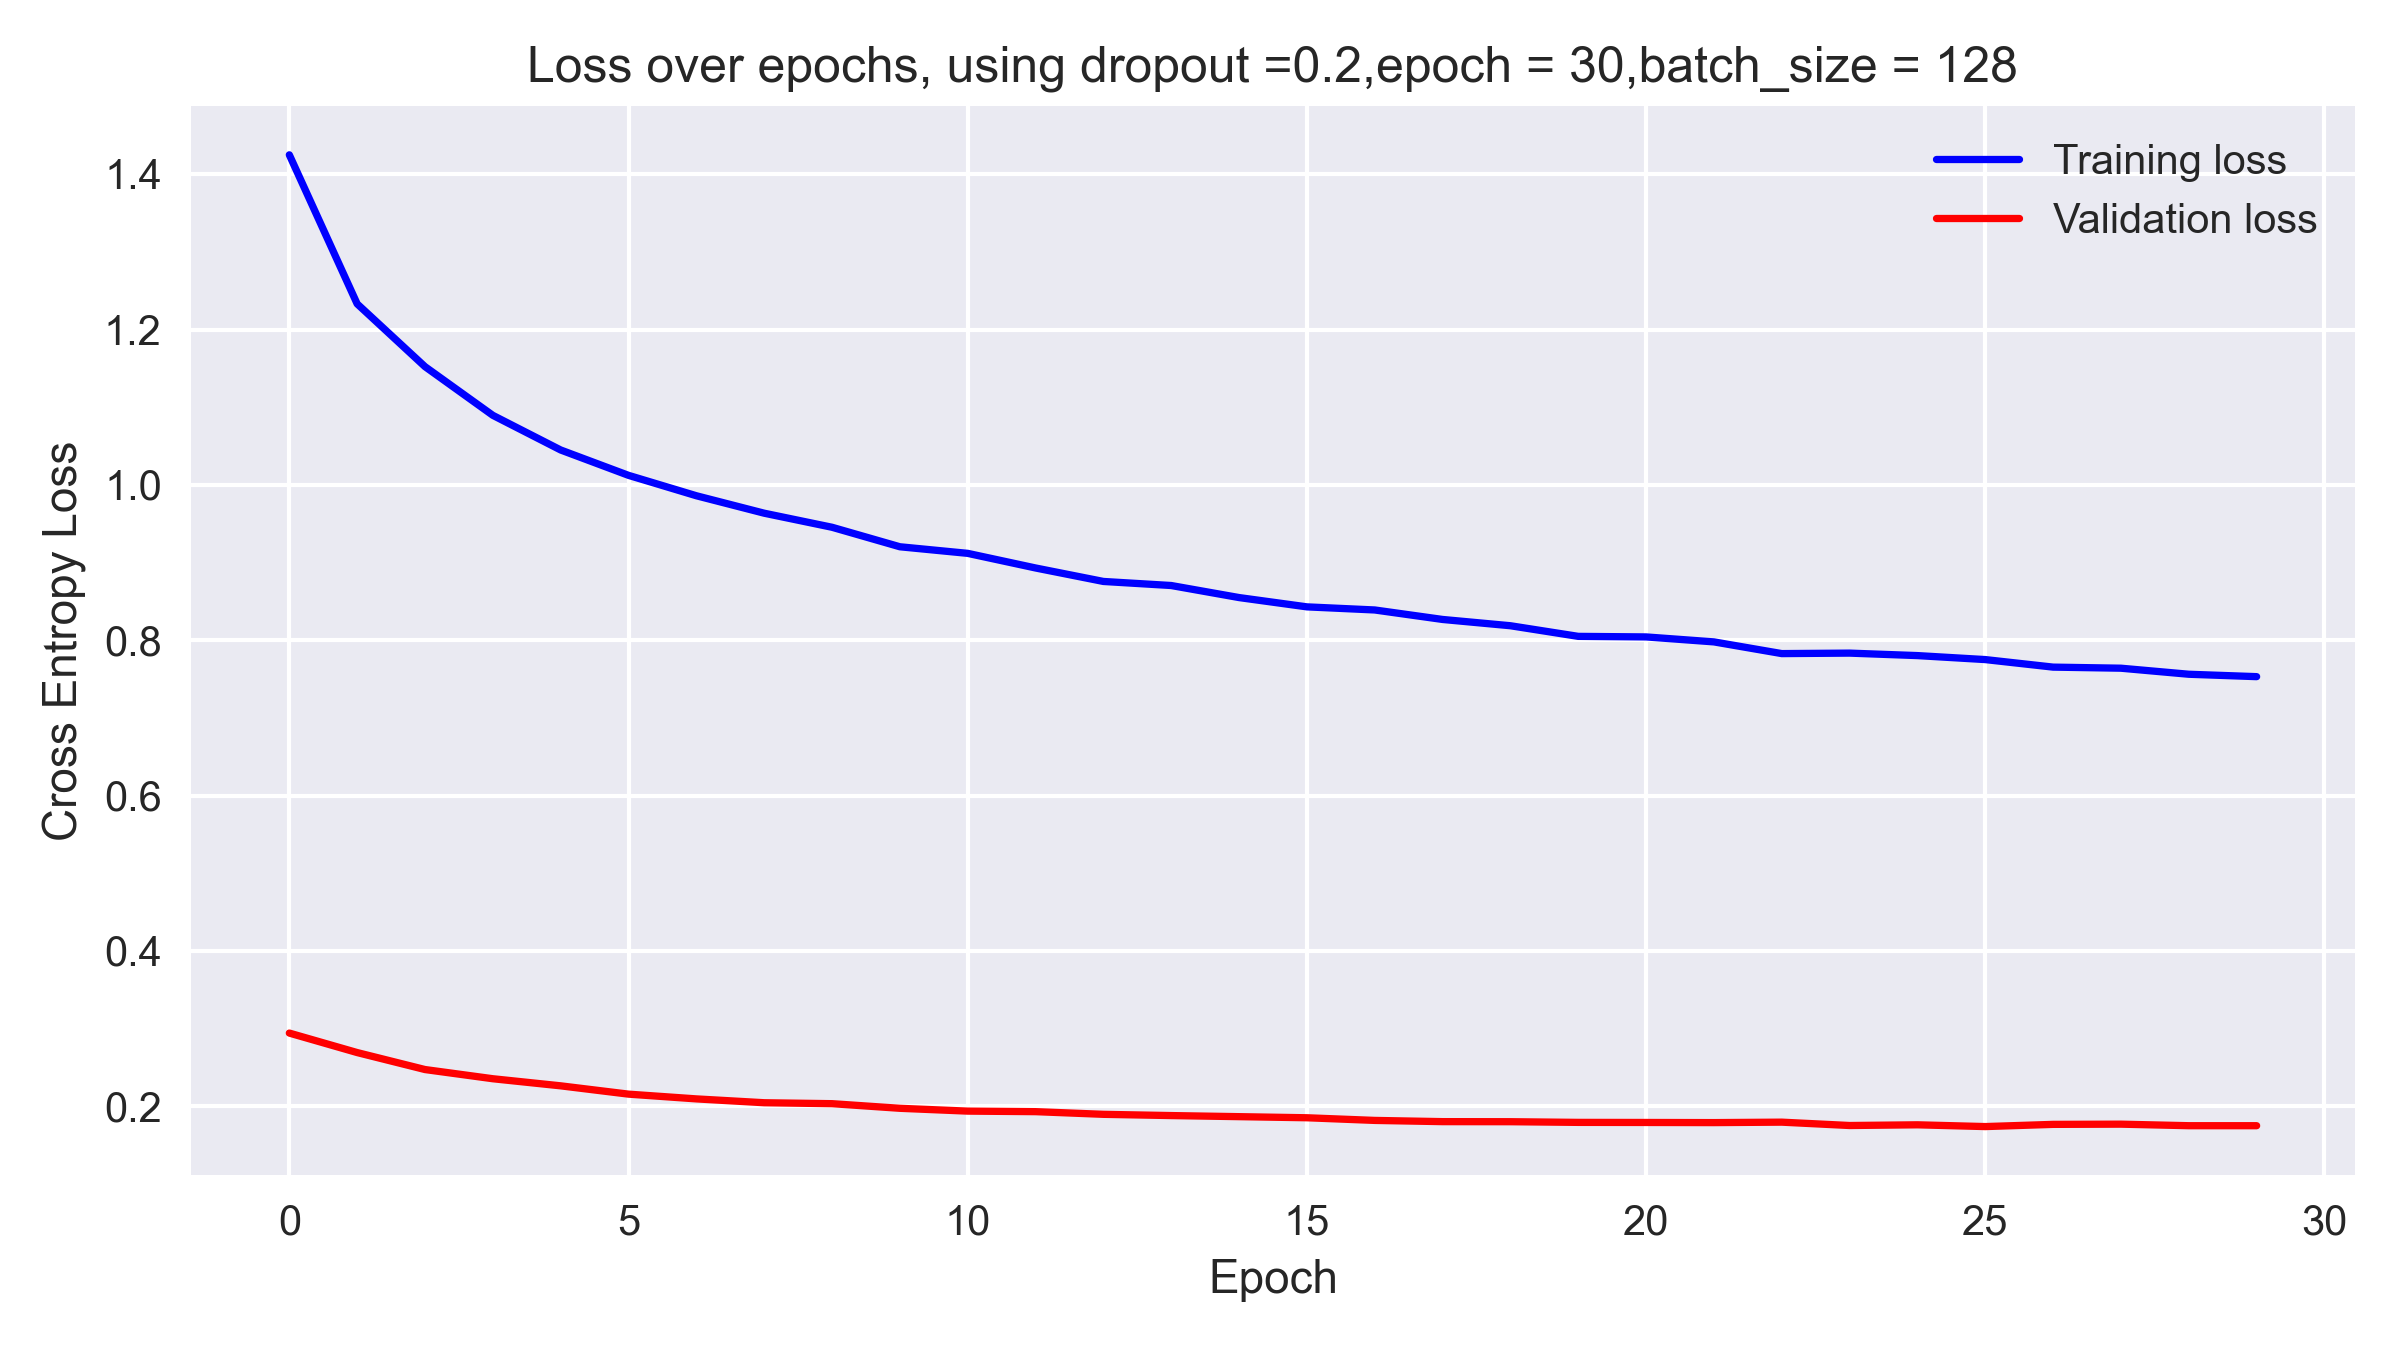 Loss over epochs, using dropout =0.2,epoch = 30,batch_size = 128
Training loss
Validation loss
1.4
1.2
1.0
0.8
0.6
0.4
0.2
Cross Entropy Loss
0 5 10 15 20 25 30
Epoch